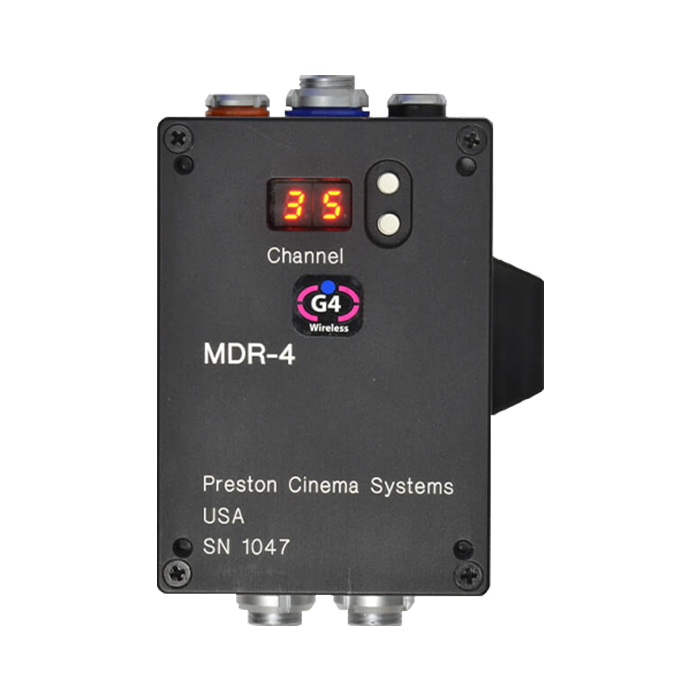 35
Channel
G4
Wireless
MDR-4
Preston Cinema Systems
USA
SN 1047